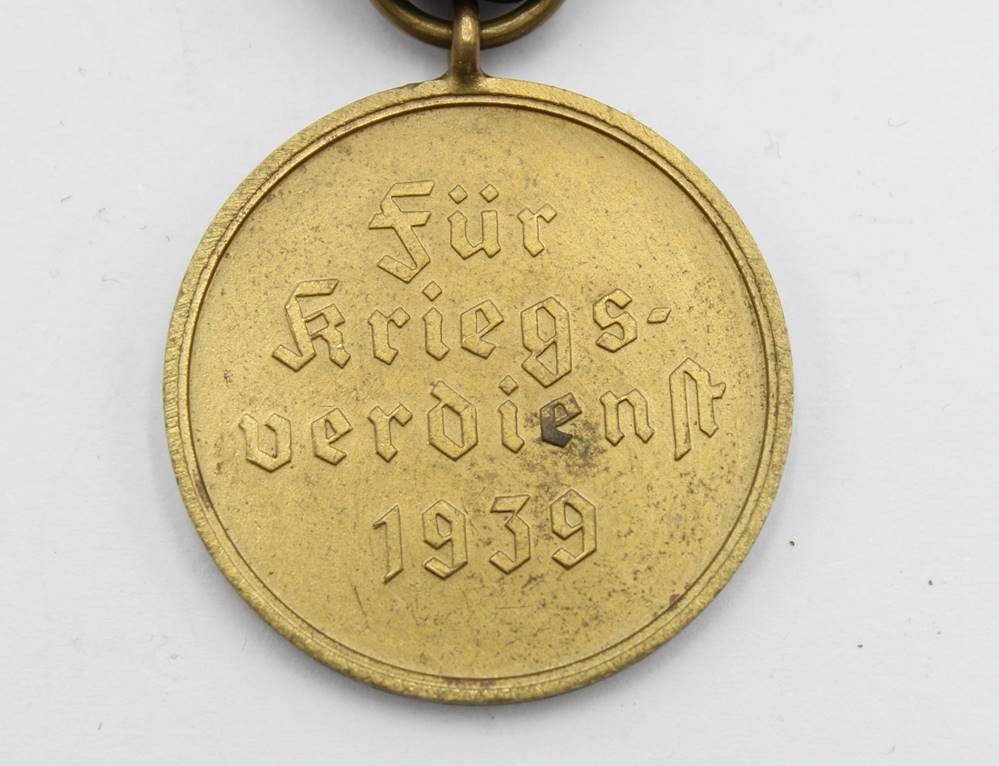 Für
Kriegs-
verdienst
1939